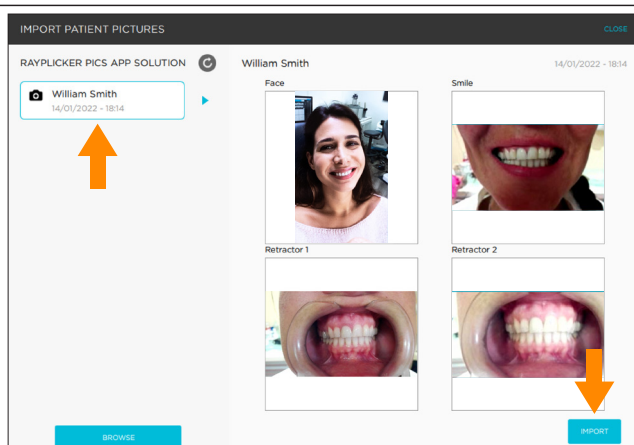 IMPORT PATIENT PICTURES
CLOSE
RAYPLICKER PICS APP SOLUTION
William Smith
14/01/2022 - 18:14
William Smith
14/01/2022 - 18:14
Face
Smile
Retractor 1
Retractor 2
BROWSE
IMPORT